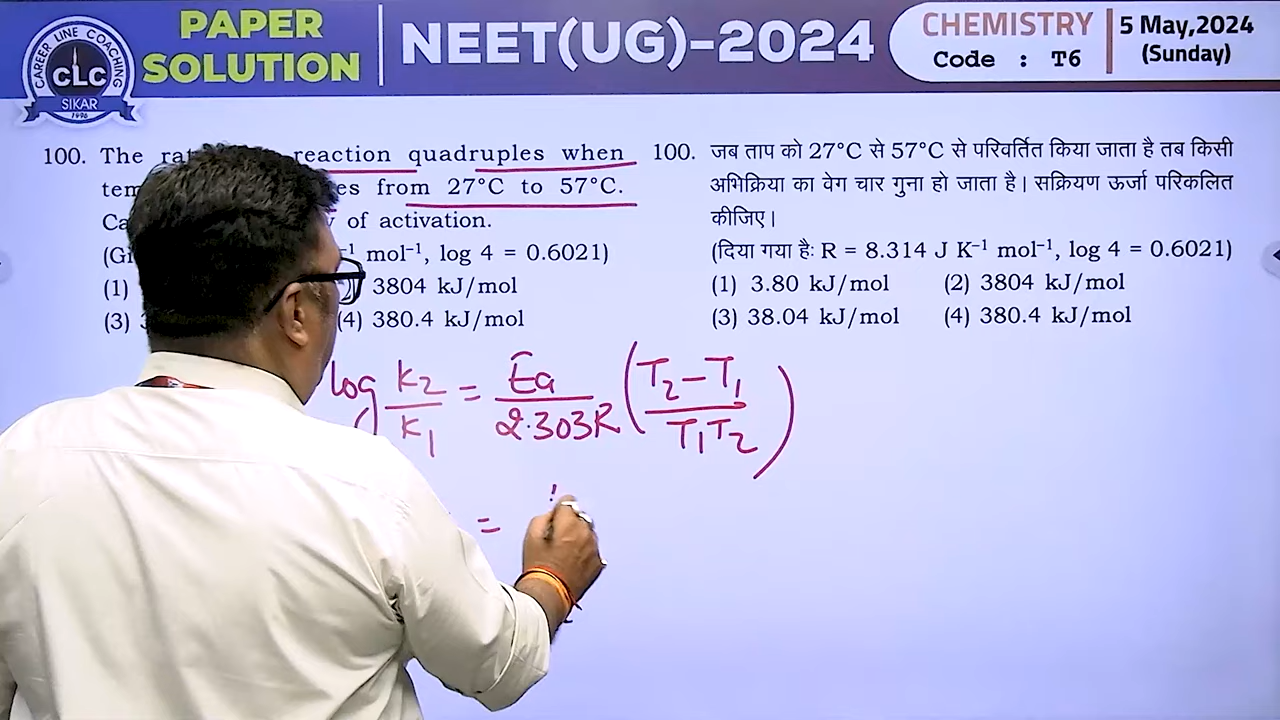 CAREER LINE COACHING
CLC
SIKAR
1996
PAPER
SOLUTION
NEET(UG)-2024
CHEMISTRY
Code : T6
5 May,2024
(Sunday)
100. The reaction quadruples when
from 27°C to 57°C.
of activation.
mol⁻¹, log 4 = 0.6021)
(1) 3804 kJ/mol
(3) (4) 380.4 kJ/mol
100. जब ताप को 27°C से 57°C से परिवर्तित किया जाता है तब किसी
अभिक्रिया का वेग चार गुना हो जाता है। सक्रियण ऊर्जा परिकलित
कीजिए।
(दिया गया है: R = 8.314 J K⁻¹ mol⁻¹, log 4 = 0.6021)
(1) 3.80 kJ/mol (2) 3804 kJ/mol
(3) 38.04 kJ/mol (4) 380.4 kJ/mol
log K₂/K₁ = Ea/2.303R (T₂-T₁/T₁T₂)
=